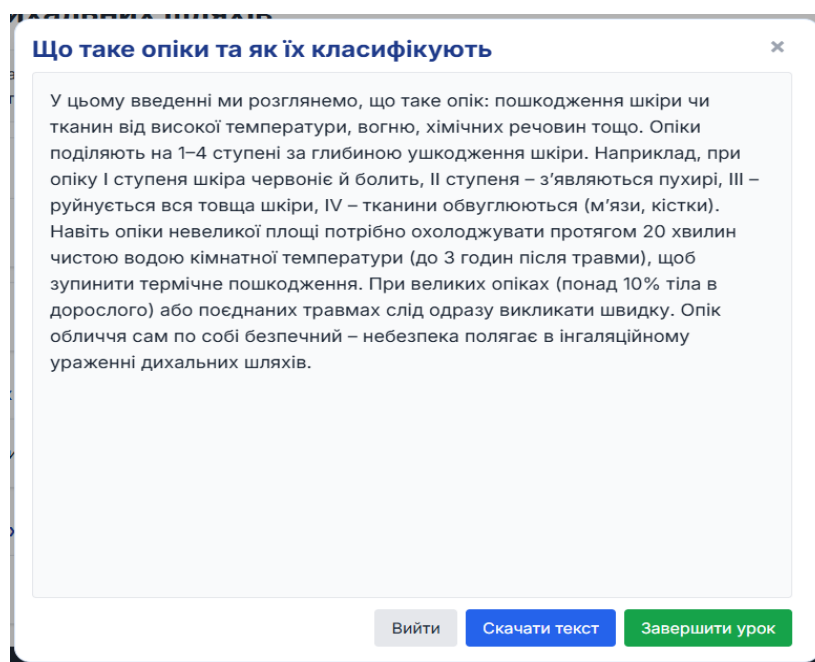 Що таке опіки та як їх класифікують
×
У цьому введенні ми розглянемо, що таке опік: пошкодження шкіри чи
тканин від високої температури, вогню, хімічних речовин тощо. Опіки
поділяють на 1–4 ступені за глибиною ушкодження шкіри. Наприклад, при
опіку I ступеня шкіра червоніє й болить, II ступеня – з’являються пухирі, III –
руйнується вся товща шкіри, IV – тканини обвуглюються (м’язи, кістки).
Навіть опіки невеликої площі потрібно охолоджувати протягом 20 хвилин
чистою водою кімнатної температури (до 3 годин після травми), щоб
зупинити термічне пошкодження. При великих опіках (понад 10% тіла в
дорослого) або поєднаних травмах слід одразу викликати швидку. Опік
обличчя сам по собі безпечний – небезпека полягає в інгаляційному
ураженні дихальних шляхів.
Вийти
Скачати текст
Завершити урок